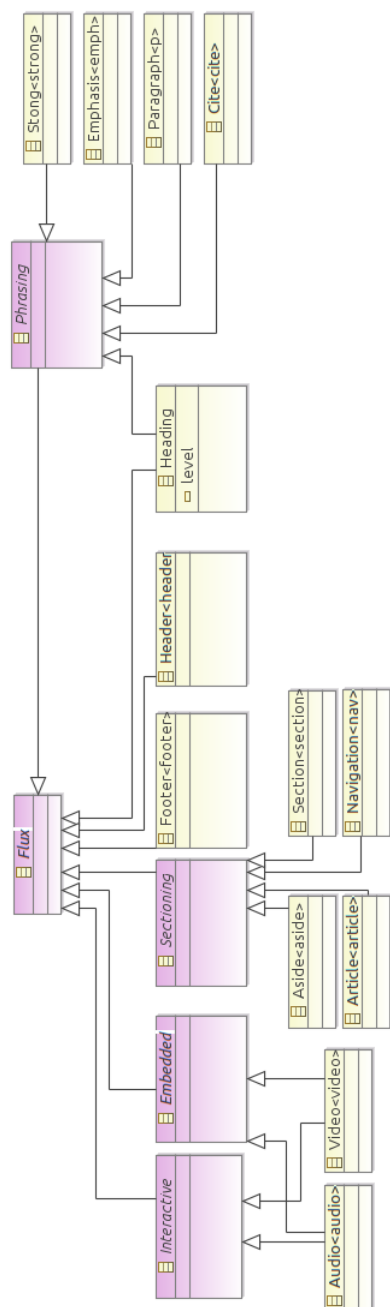 Flux
Phrasing
Interactive
Embedded
Sectioning
Footer<footer>
Header<header
Heading
level
Stong<strong>
Emphasis<emph>
Paragraph<p>
Cite<cite>
Audio<audio>
Video<video>
Aside<aside>
Section<section>
Article<article>
Navigation<nav>